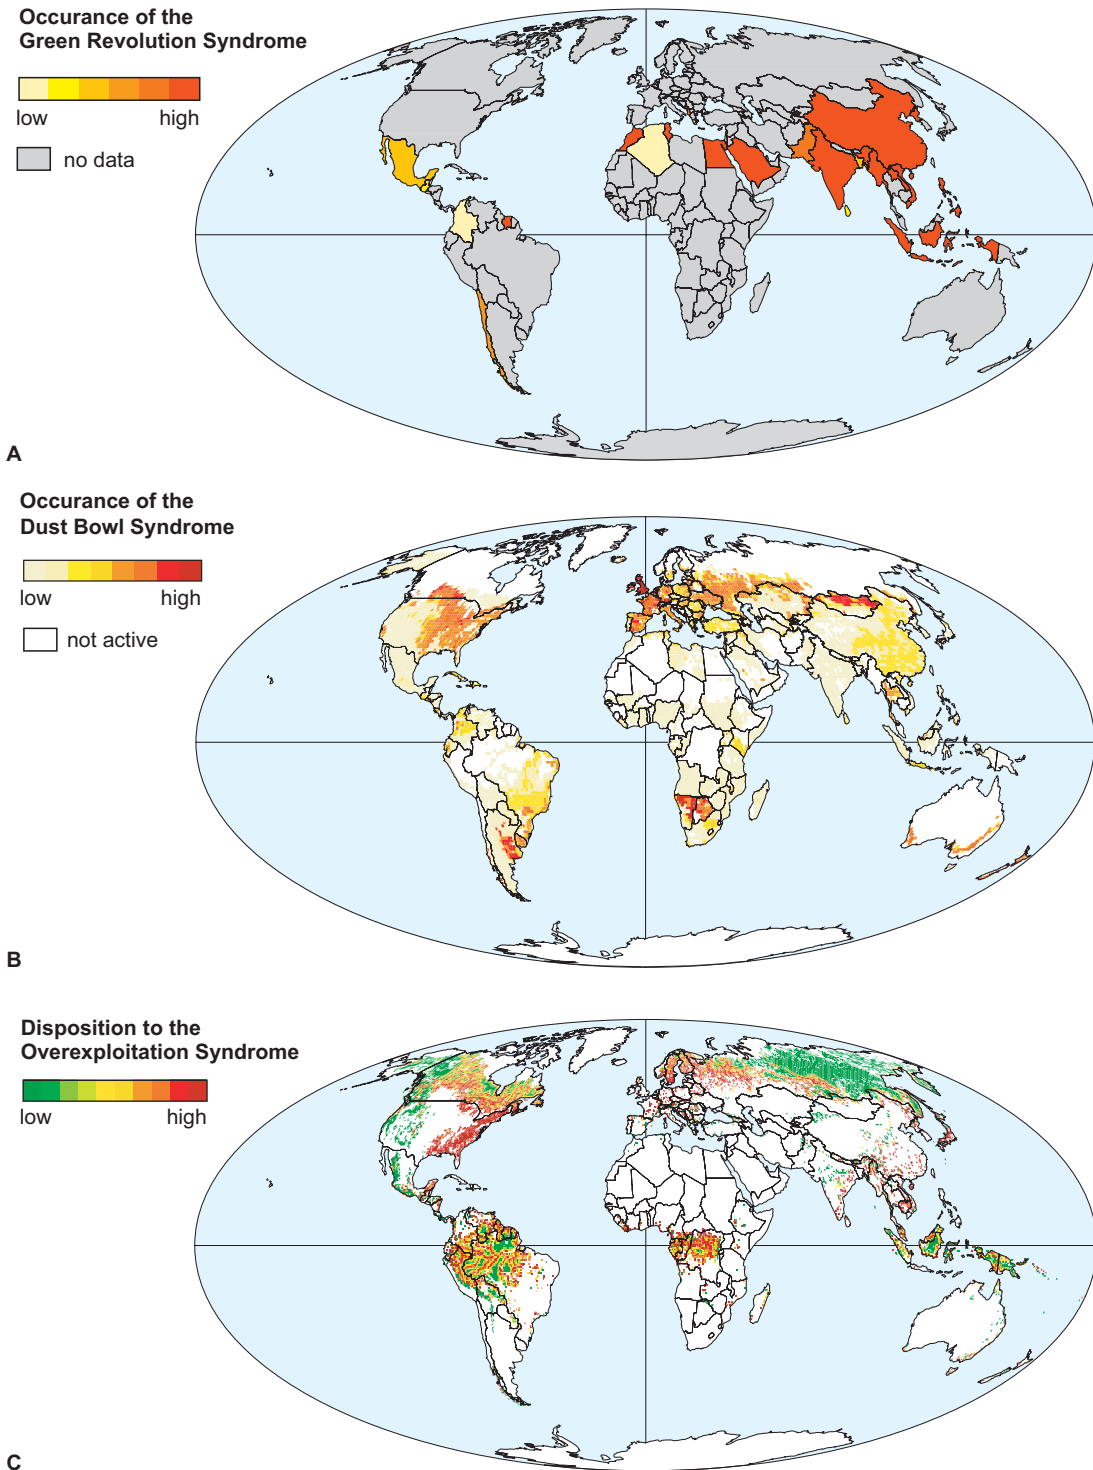 Occurance of the
Green Revolution Syndrome
low high
no data
A
Occurance of the
Dust Bowl Syndrome
low high
not active
B
Disposition to the
Overexploitation Syndrome
low high
C